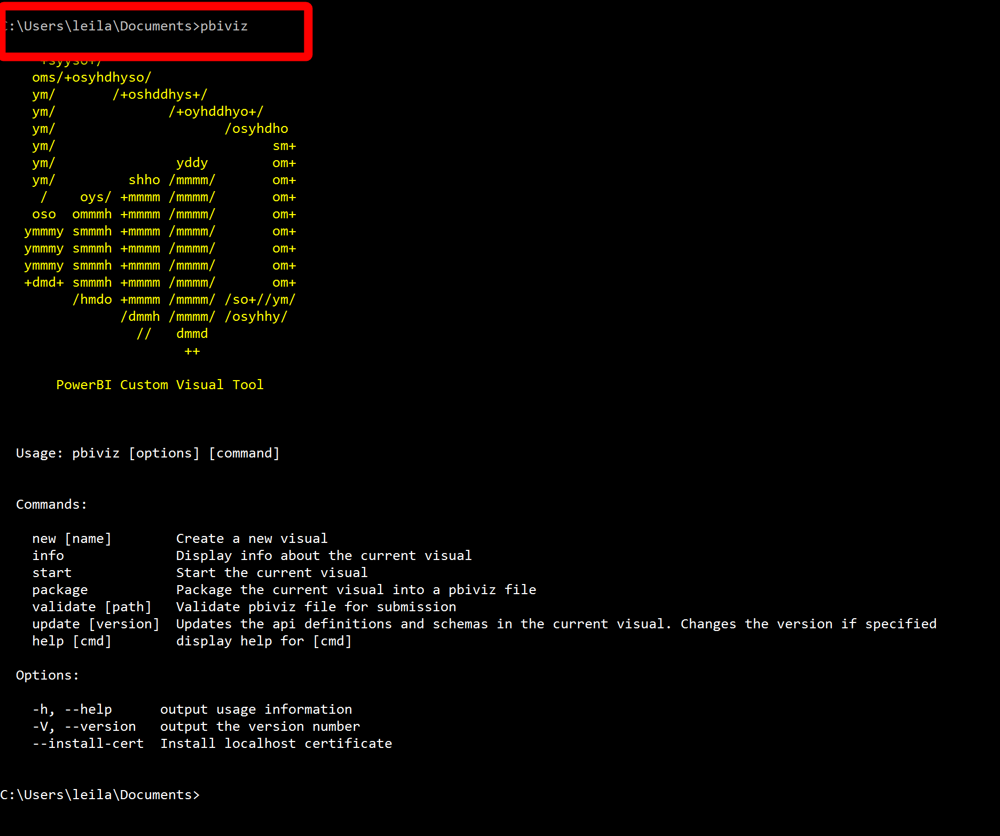 C:\Users\leila\Documents>pbiviz
+syyso+/
oms/+osyhdhyso/
ym/       /+oshddhys+/
ym/              /+oyhddhyo+/
ym/                     /osyhdho
ym/                           sm+
ym/               yddy        om+
ym/         shho /mmmm/       om+
/    oys/ +mmmm /mmmm/       om+
oso  ommmh +mmmm /mmmm/       om+
ymmmy smmmh +mmmm /mmmm/       om+
ymmmy smmmh +mmmm /mmmm/       om+
ymmmy smmmh +mmmm /mmmm/       om+
+dmd+ smmmh +mmmm /mmmm/       om+
/hmdo +mmmm /mmmm/ /so+//ym/
/dmmh /mmmm/ /osyhhy/
//   dmmd
++
PowerBI Custom Visual Tool
Usage: pbiviz [options] [command]
Commands:
new [name]        Create a new visual
info              Display info about the current visual
start             Start the current visual
package           Package the current visual into a pbiviz file
validate [path]   Validate pbiviz file for submission
update [version]  Updates the api definitions and schemas in the current visual. Changes the version if specified
help [cmd]        display help for [cmd]
Options:
-h, --help      output usage information
-V, --version   output the version number
--install-cert  Install localhost certificate
C:\Users\leila\Documents>